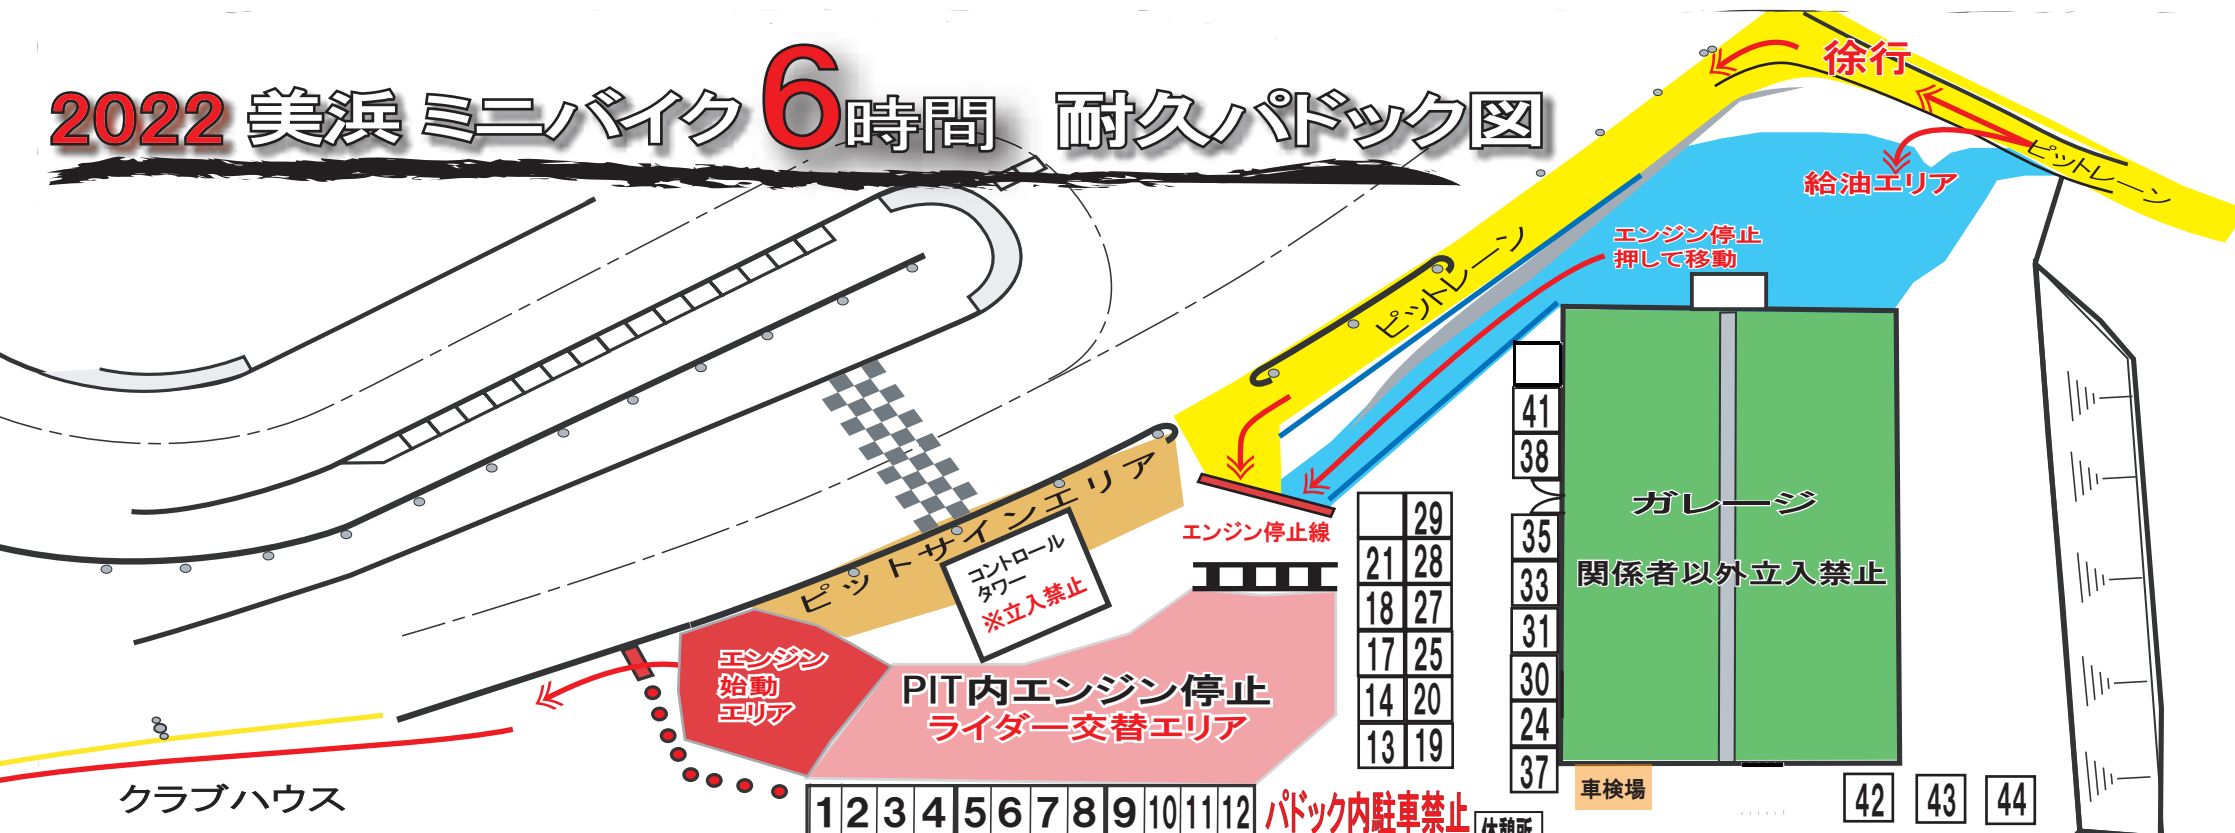 2022 美浜 ミニバイク 6時間 耐久パドック図
徐行
ピットレーン
給油エリア
エンジン停止
押して移動
ピットレーン
エンジン停止線
ピットサインエリア
コントロール
タワー
※立入禁止
エンジン
始動
エリア
PIT内エンジン停止
ライダー交替エリア
クラブハウス
1 2 3 4 5 6 7 8 9 10 11 12
パドック内駐車禁止
休憩所
29
21 28
18 27
17 25
14 20
13 19
41
38
35
33
31
30
24
37
ガレージ
関係者以外立入禁止
車検場
42 43 44